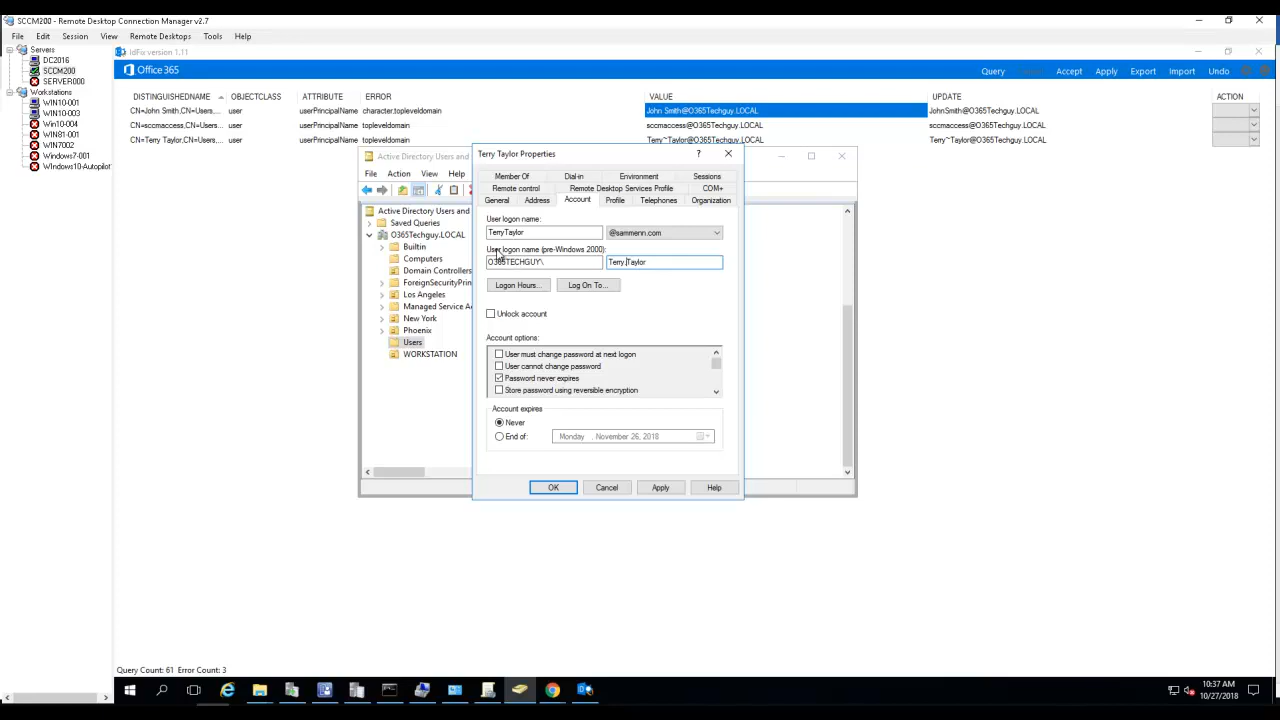 SCCM200 - Remote Desktop Connection Manager v2.7
File Edit Session View Remote Desktops Tools Help
Servers
DC2016
SCCM200
SERVER000
Workstations
WIN10-001
WIN10-003
Win10-004
WIN81-001
WIN7002
Windows7-001
Windows10-Autopilot
IdFix version 1.11
Office 365
Query Accept Apply Export Import Undo
DISTINGUISHEDNAME OBJECTCLASS ATTRIBUTE ERROR VALUE UPDATE ACTION
CN=John Smith,CN=Users,... user userPrincipalName character,topleveldomain John Smith@O365Techguy.LOCAL JohnSmith@O365Techguy.LOCAL
CN=sccmaccess,CN=Users... user userPrincipalName topleveldomain sccmaccess@O365Techguy.LOCAL sccmaccess@O365Techguy.LOCAL
CN=Terry Taylor,CN=Users... user userPrincipalName topleveldomain Terry~Taylor@O365Techguy.LOCAL Terry~Taylor@O365Techguy.LOCAL
Active Directory Users and
File Action View Help
Active Directory Users and
Saved Queries
O365Techguy.LOCAL
Builtin
Computers
Domain Controllers
ForeignSecurityPrin
Los Angeles
Managed Service Ac
New York
Phoenix
Users
WORKSTATION
Terry Taylor Properties
?
Member Of Dial-in Environment Sessions
Remote control Remote Desktop Services Profile COM+
General Address Account Profile Telephones Organization
User logon name:
TerryTaylor @sammenn.com
User logon name (pre-Windows 2000):
O365TECHGUY\ Terry.Taylor
Logon Hours... Log On To...
Unlock account
Account options:
User must change password at next logon
User cannot change password
Password never expires
Store password using reversible encryption
Account expires
Never
End of: Monday , November 26, 2018
OK Cancel Apply Help
Query Count: 61 Error Count: 3
10:37 AM
10/27/2018